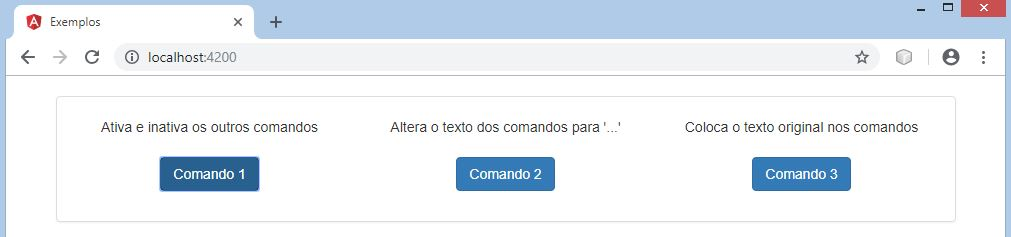 Exemplos
localhost:4200
Ativa e inativa os outros comandos
Altera o texto dos comandos para '...'
Coloca o texto original nos comandos
Comando 1
Comando 2
Comando 3